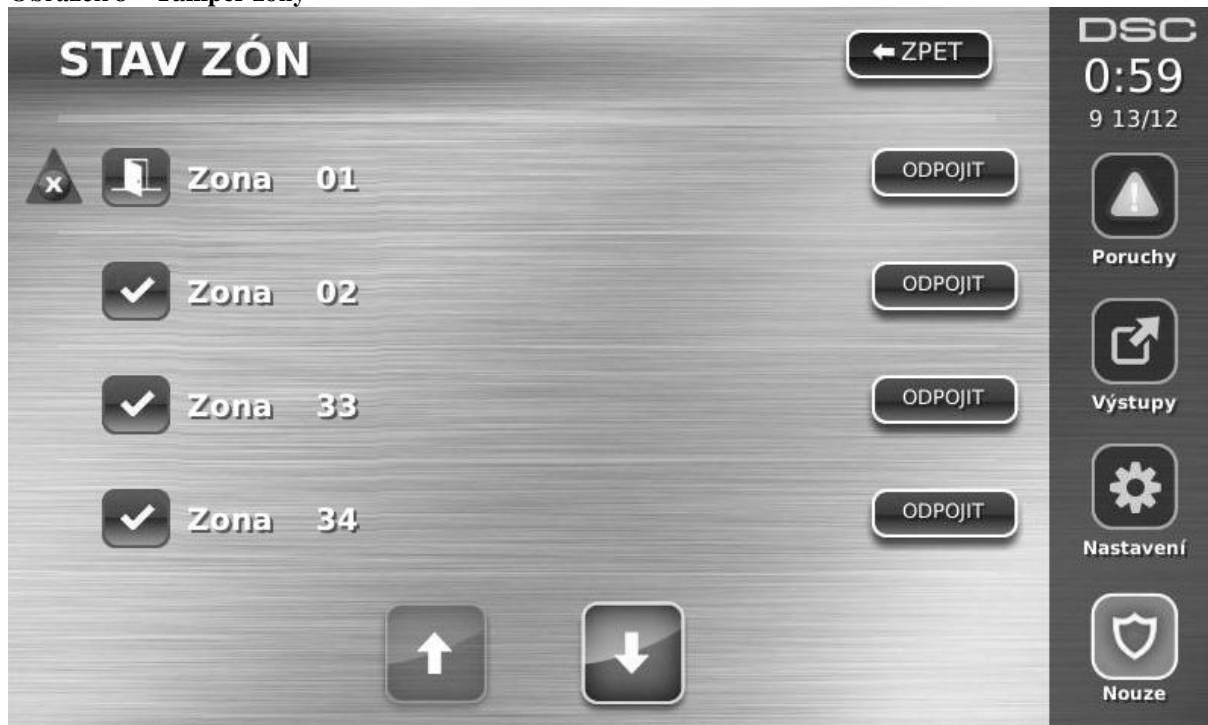 STAV ZÓN
ZPET
DSC
0:59
9 13/12
Zona 01
ODPOJIT
Poruchy
Zona 02
ODPOJIT
Výstupy
Zona 33
ODPOJIT
Nastavení
Zona 34
ODPOJIT
Nouze